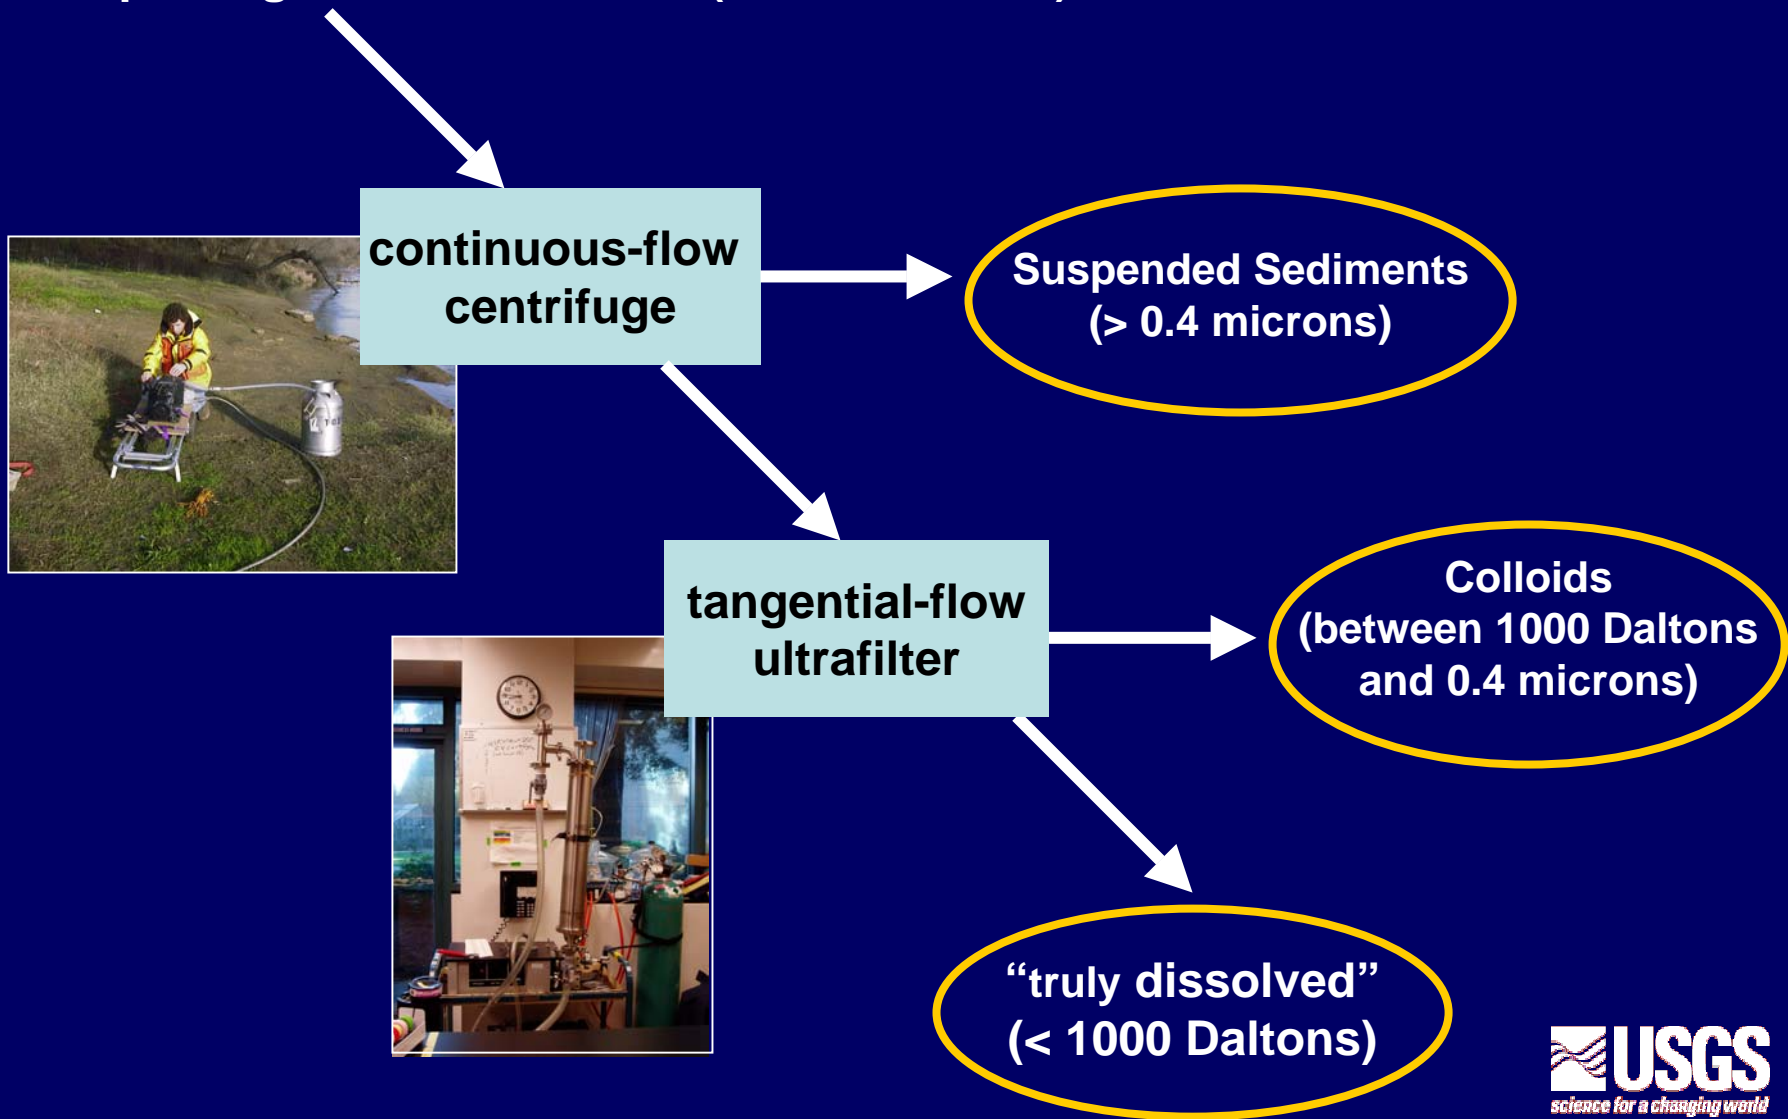 continuous-flow
centrifuge
Suspended Sediments
(> 0.4 microns)
tangential-flow
ultrafilter
Colloids
(between 1000 Daltons
and 0.4 microns)
“truly dissolved”
(< 1000 Daltons)
USGS
science for a changing world